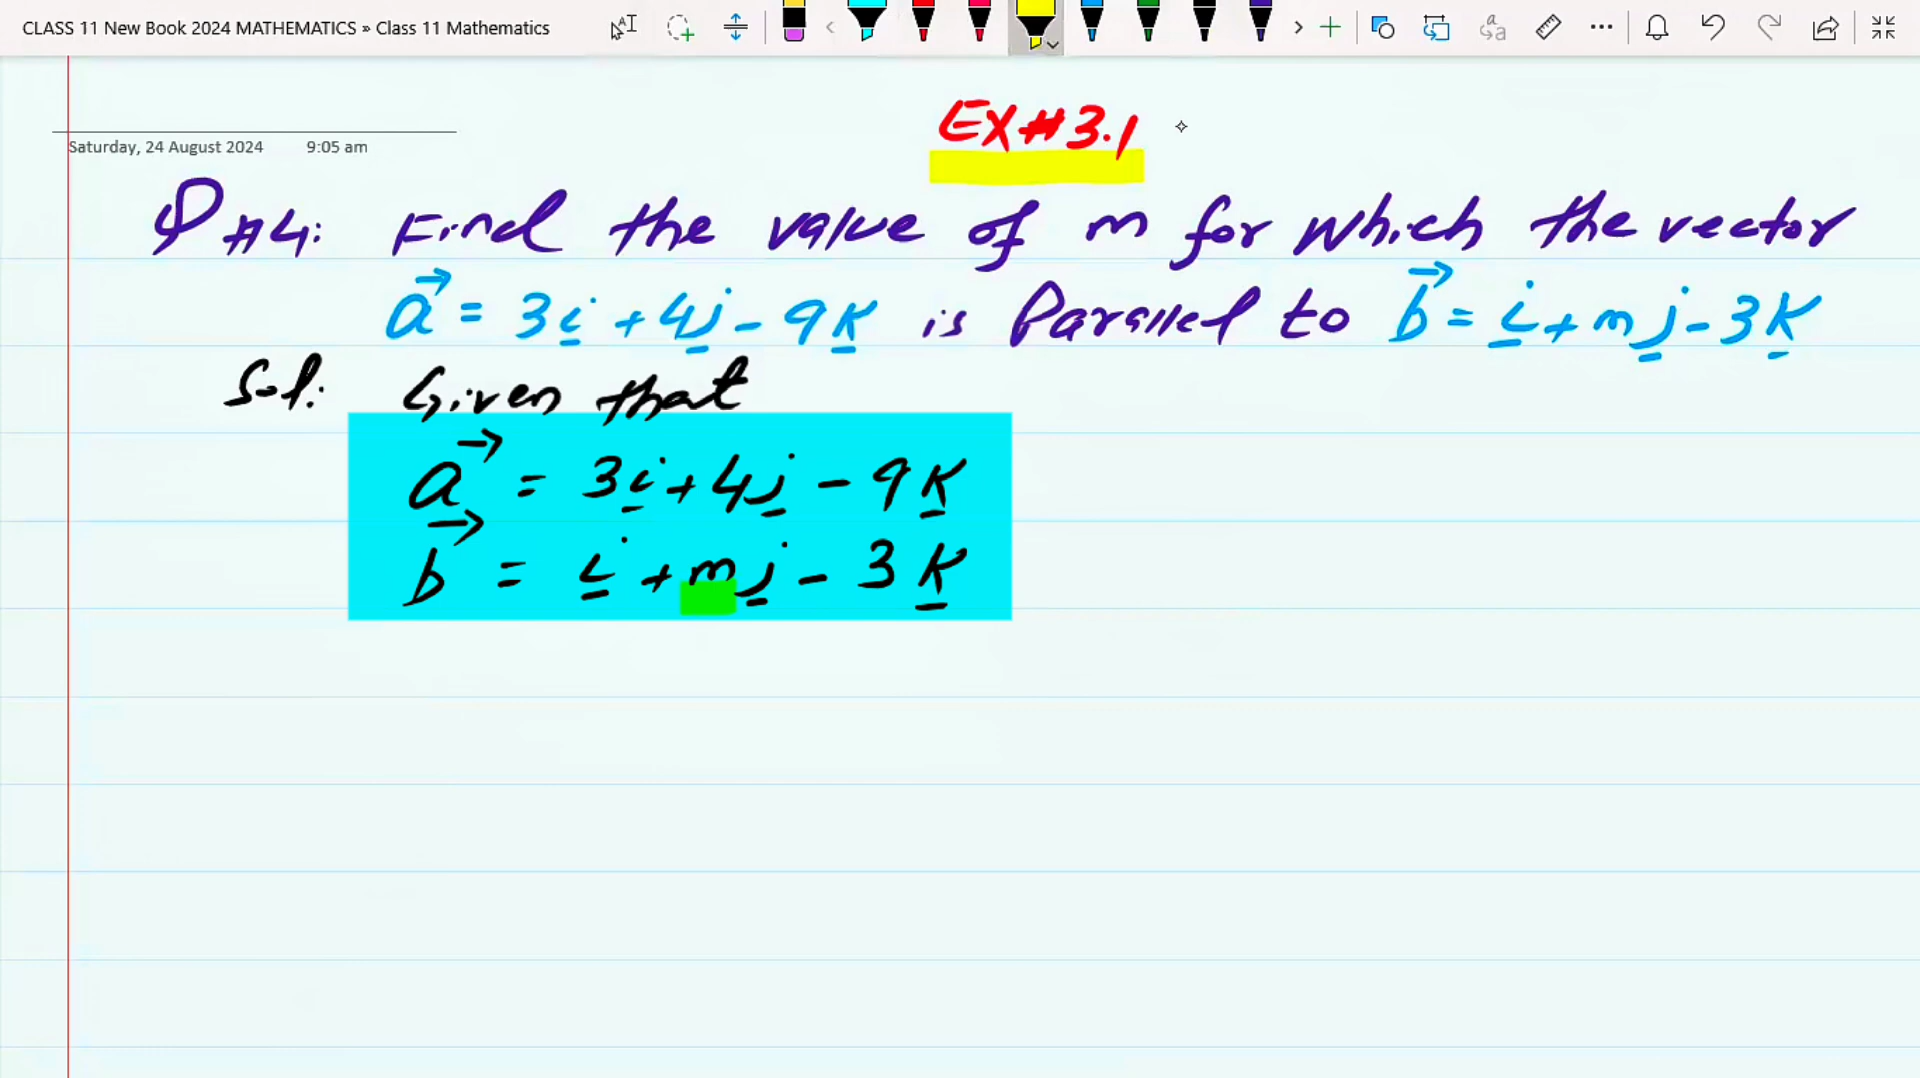 CLASS 11 New Book 2024 MATHEMATICS » Class 11 Mathematics
EX#3.1
Saturday, 24 August 2024 9:05 am
Q#4: Find the value of m for which the vector
a⃗ = 3i + 4j - 9k is Parallel to b⃗ = i + mj - 3k
Sol: Given that
a⃗ = 3i + 4j - 9k
b⃗ = i + mj - 3k